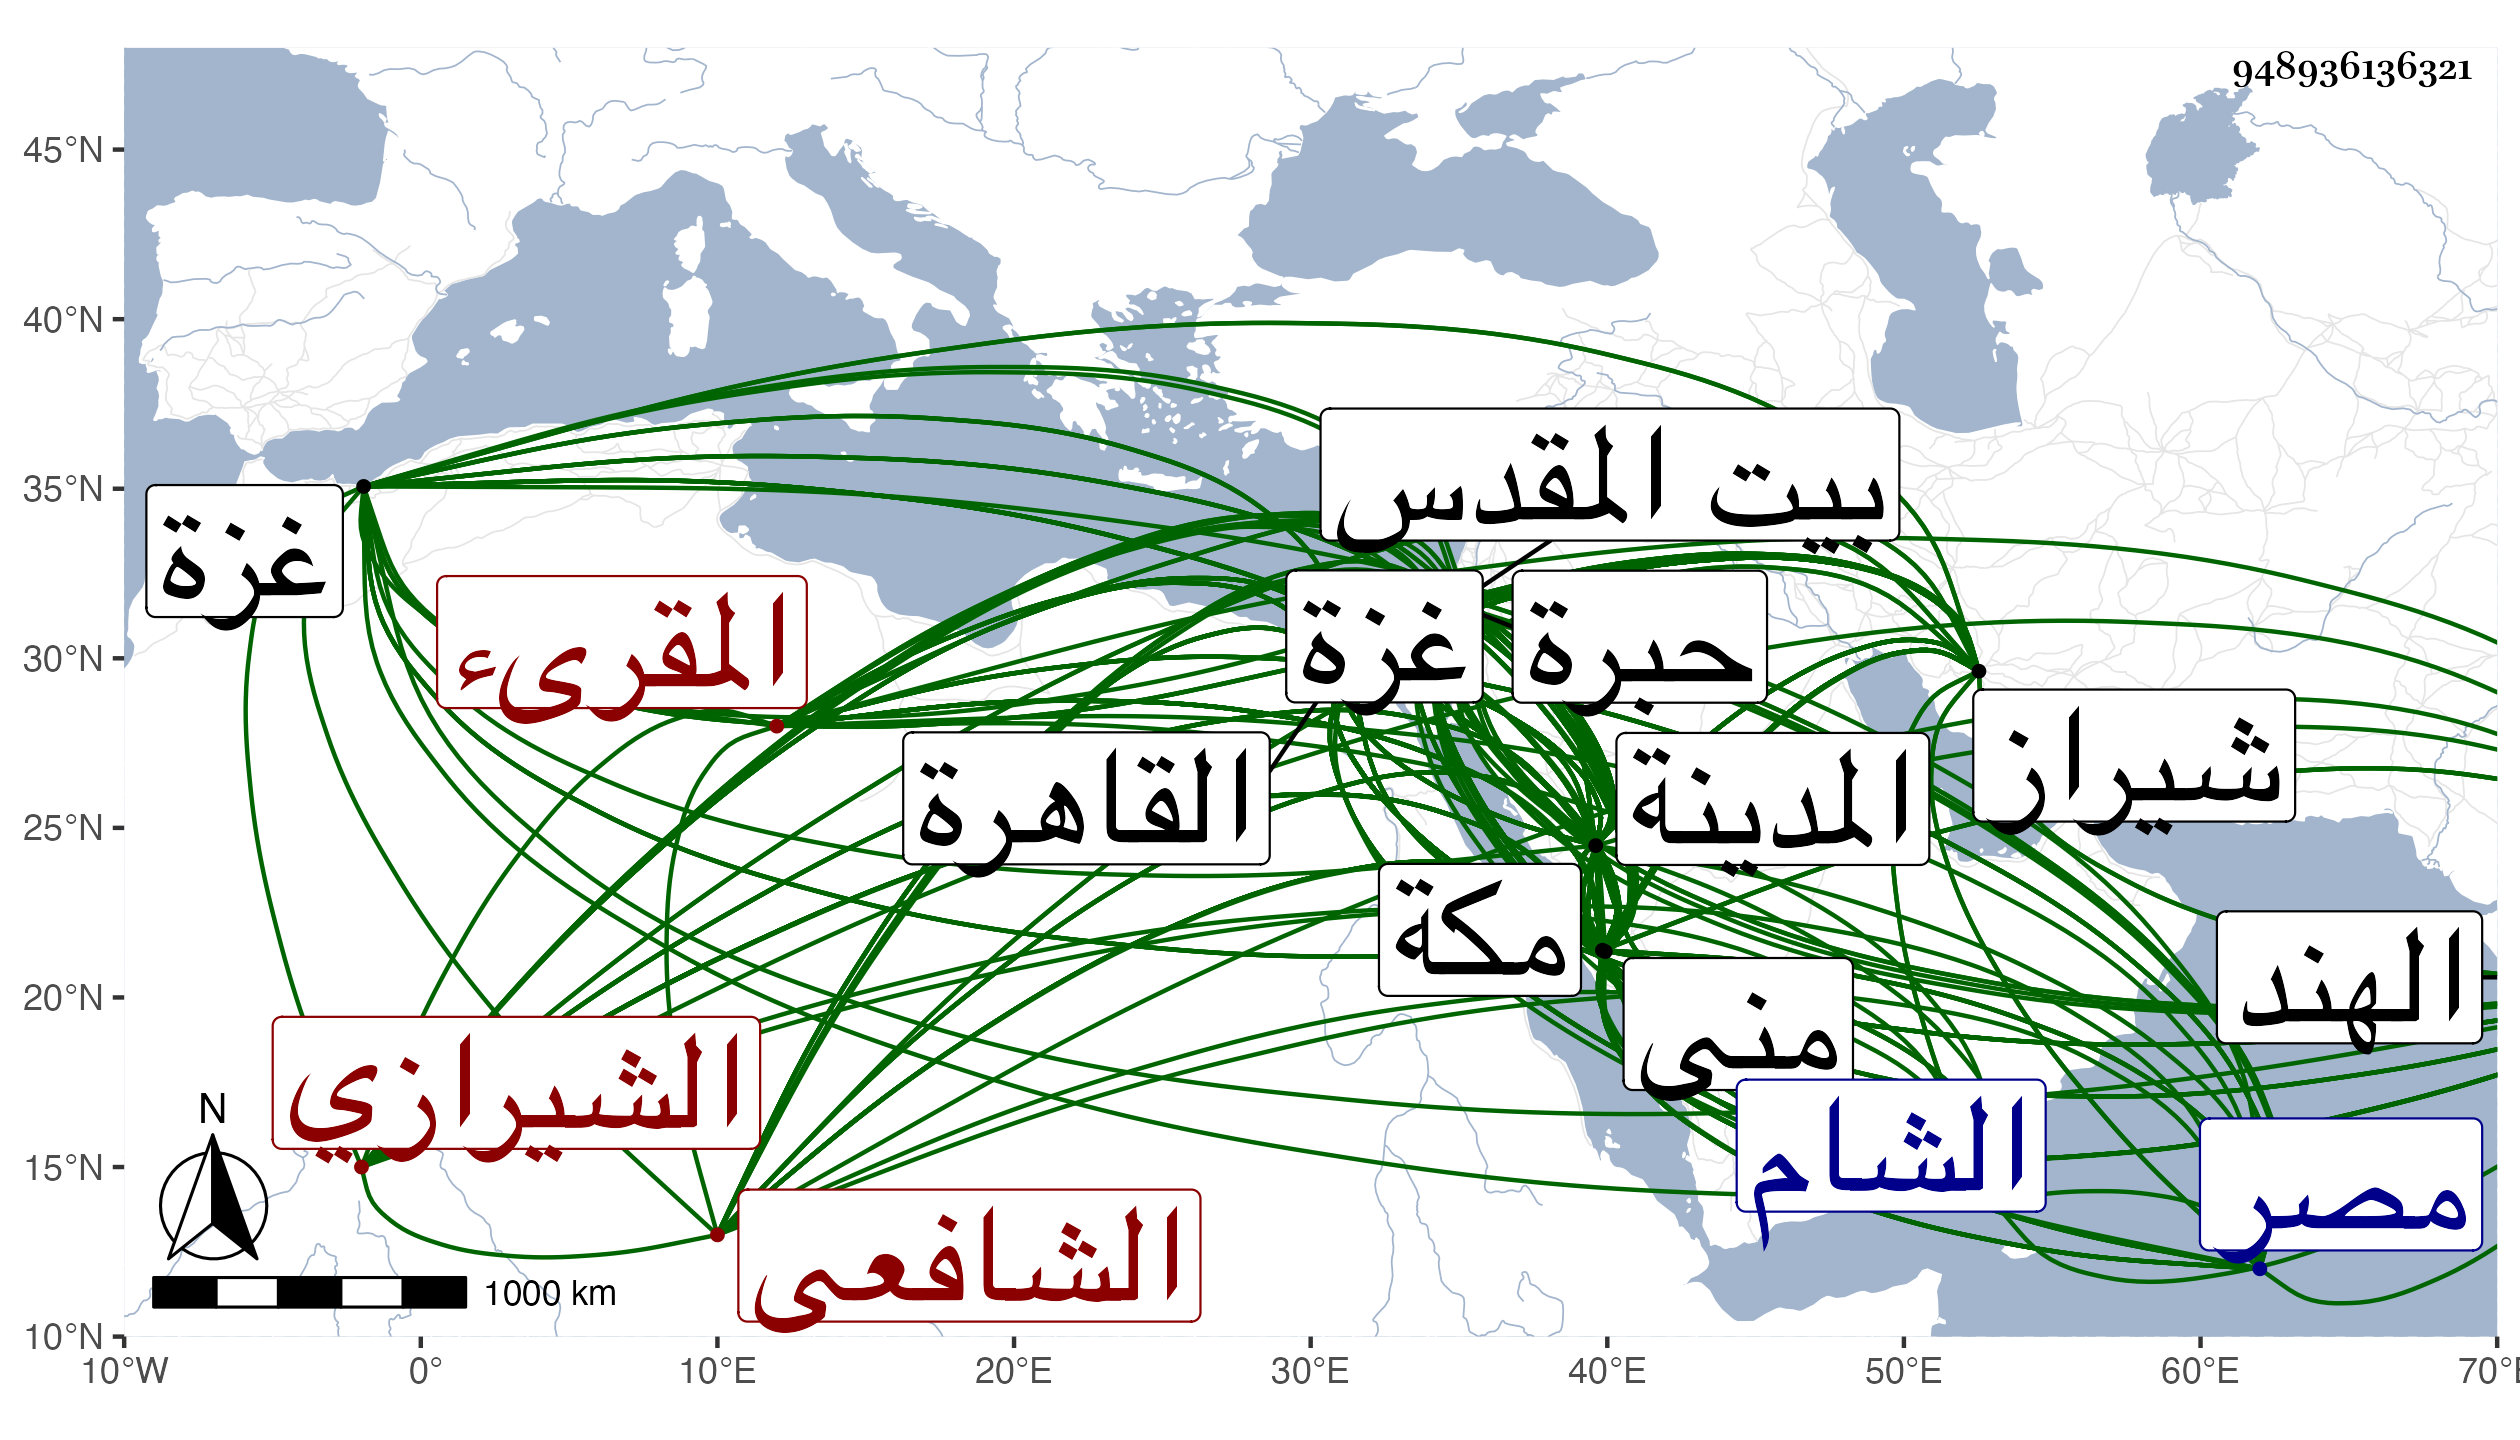 948936136321
45°N
40°N
35°N
30°N
25°N
20°N
15°N
10°N
10°W
0°
10°E
20°E
30°E
40°E
50°E
60°E
70°E
بيت المقدس
غزة
المقرىء
غزة
حبرة
شيراز
القاهرة
المدينة
مكة
الهند
منى
الشيرازي
الشام
مصر
الشافعى
N
1000 km